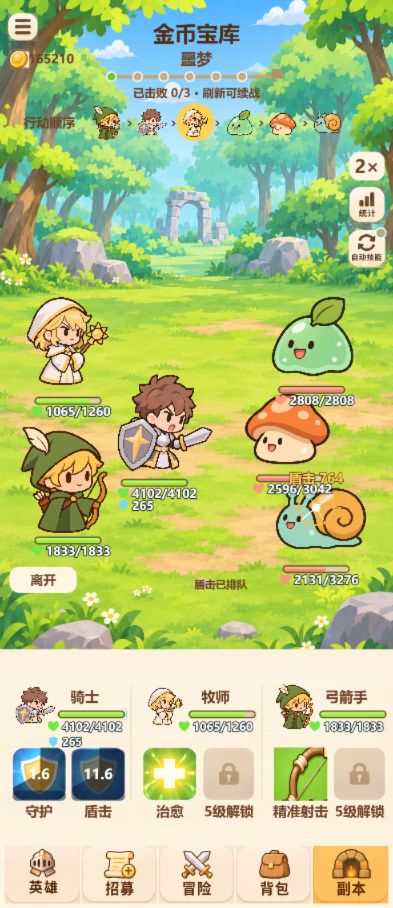 金币宝库
噩梦
165210
已击败 0/3·刷新可续战
行动顺序
2×
统计
自动技能
1065/1260
2808/2808
4102/4102
265
盾击 764
2596/3042
1833/1833
2131/3276
离开
盾击已排队
骑士
4102/4102
265
牧师
1065/1260
弓箭手
1833/1833
1.6
11.6
守护
盾击
治愈
5级解锁
精准射击
5级解锁
英雄
招募
冒险
背包
副本